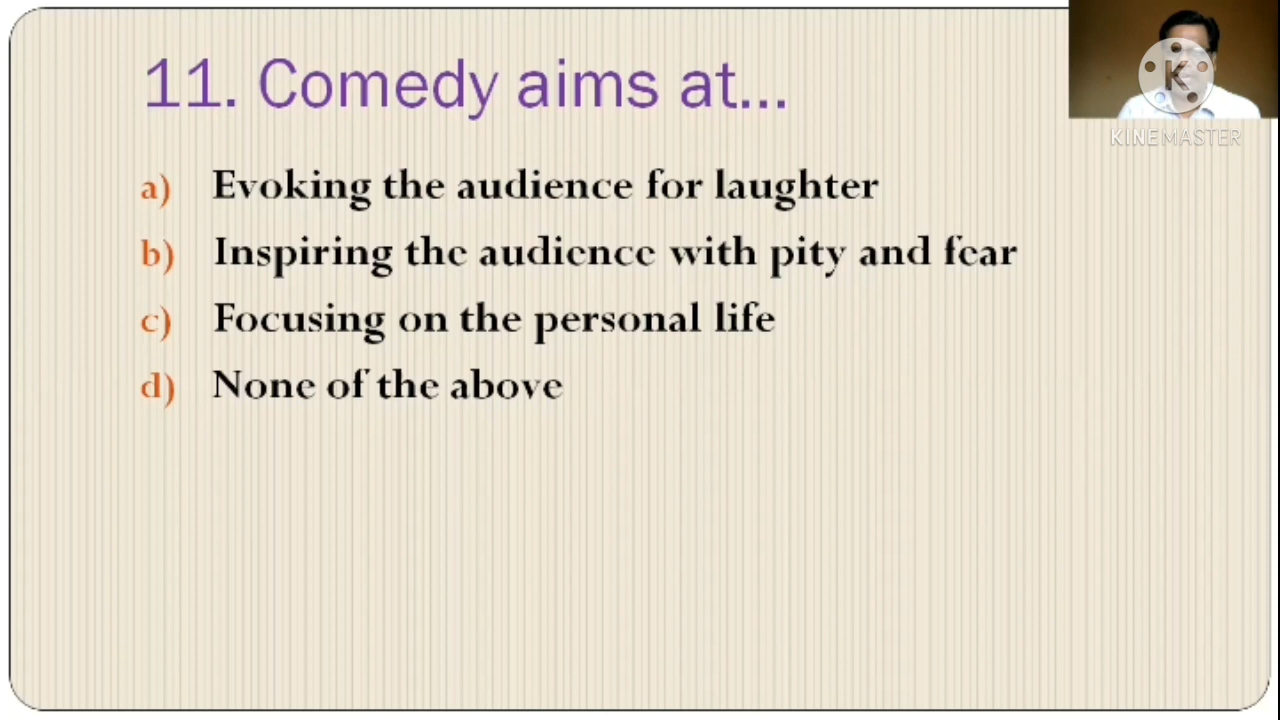 11. Comedy aims at...
KINEMASTER
a) Evoking the audience for laughter
b) Inspiring the audience with pity and fear
c) Focusing on the personal life
d) None of the above